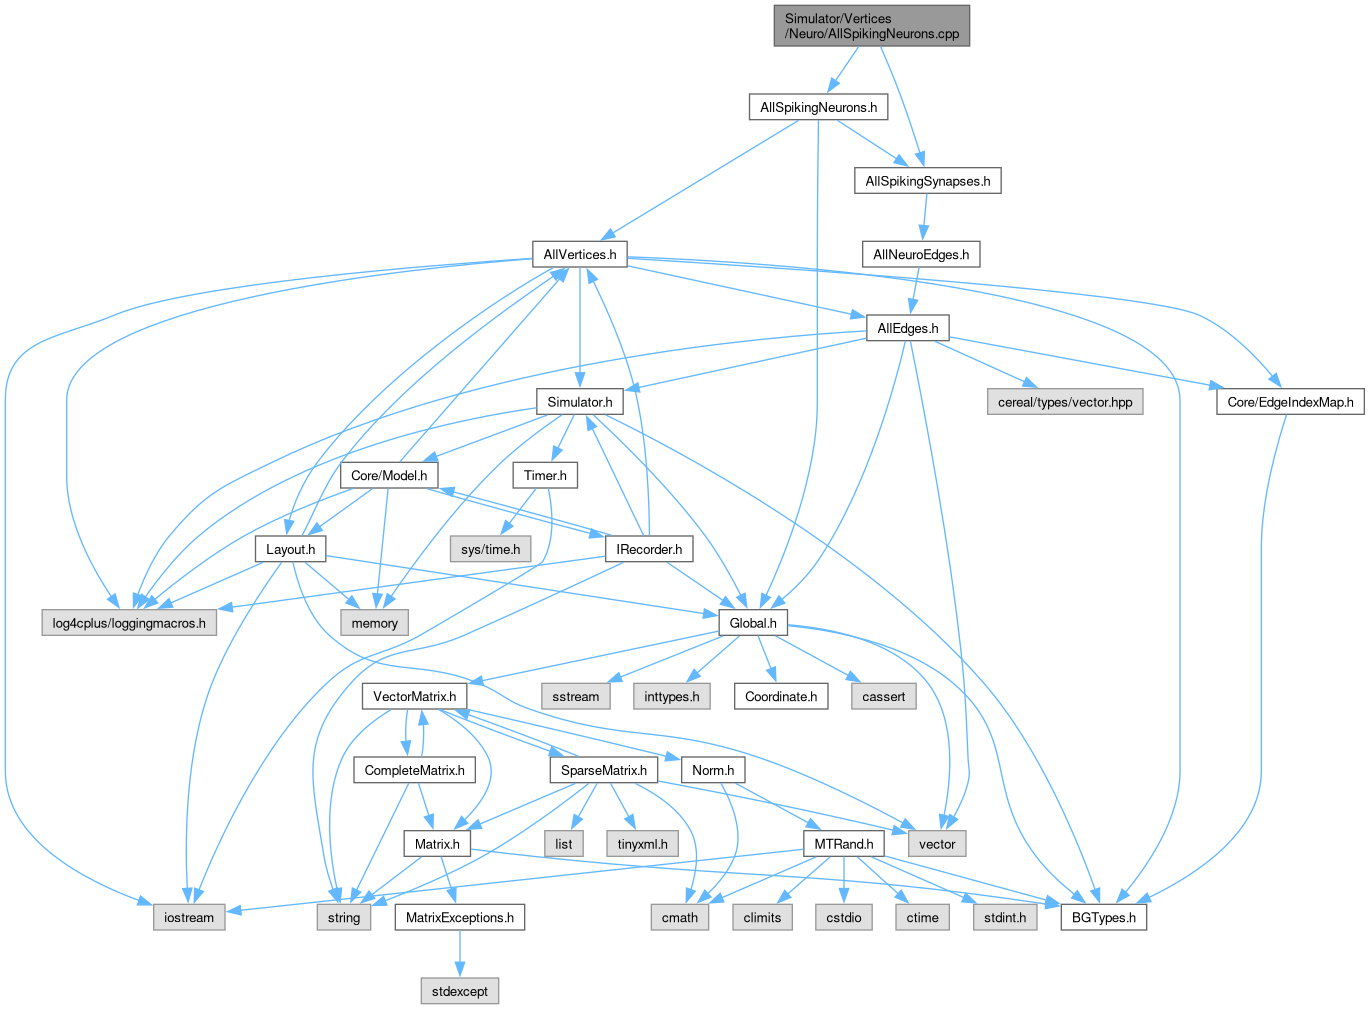 Simulator/Vertices
/Neuro/AllSpikingNeurons.cpp
AllSpikingNeurons.h
AllSpikingSynapses.h
AllVertices.h
AllNeuroEdges.h
AllEdges.h
Simulator.h
cereal/types/vector.hpp
Core/EdgeIndexMap.h
Core/Model.h
Timer.h
sys/time.h
Layout.h
IRecorder.h
log4cplus/loggingmacros.h
memory
Global.h
VectorMatrix.h
sstream
inttypes.h
Coordinate.h
cassert
CompleteMatrix.h
SparseMatrix.h
Norm.h
Matrix.h
list
tinyxml.h
MTRand.h
vector
iostream
string
MatrixExceptions.h
cmath
climits
cstdio
ctime
stdint.h
BGTypes.h
stdexcept